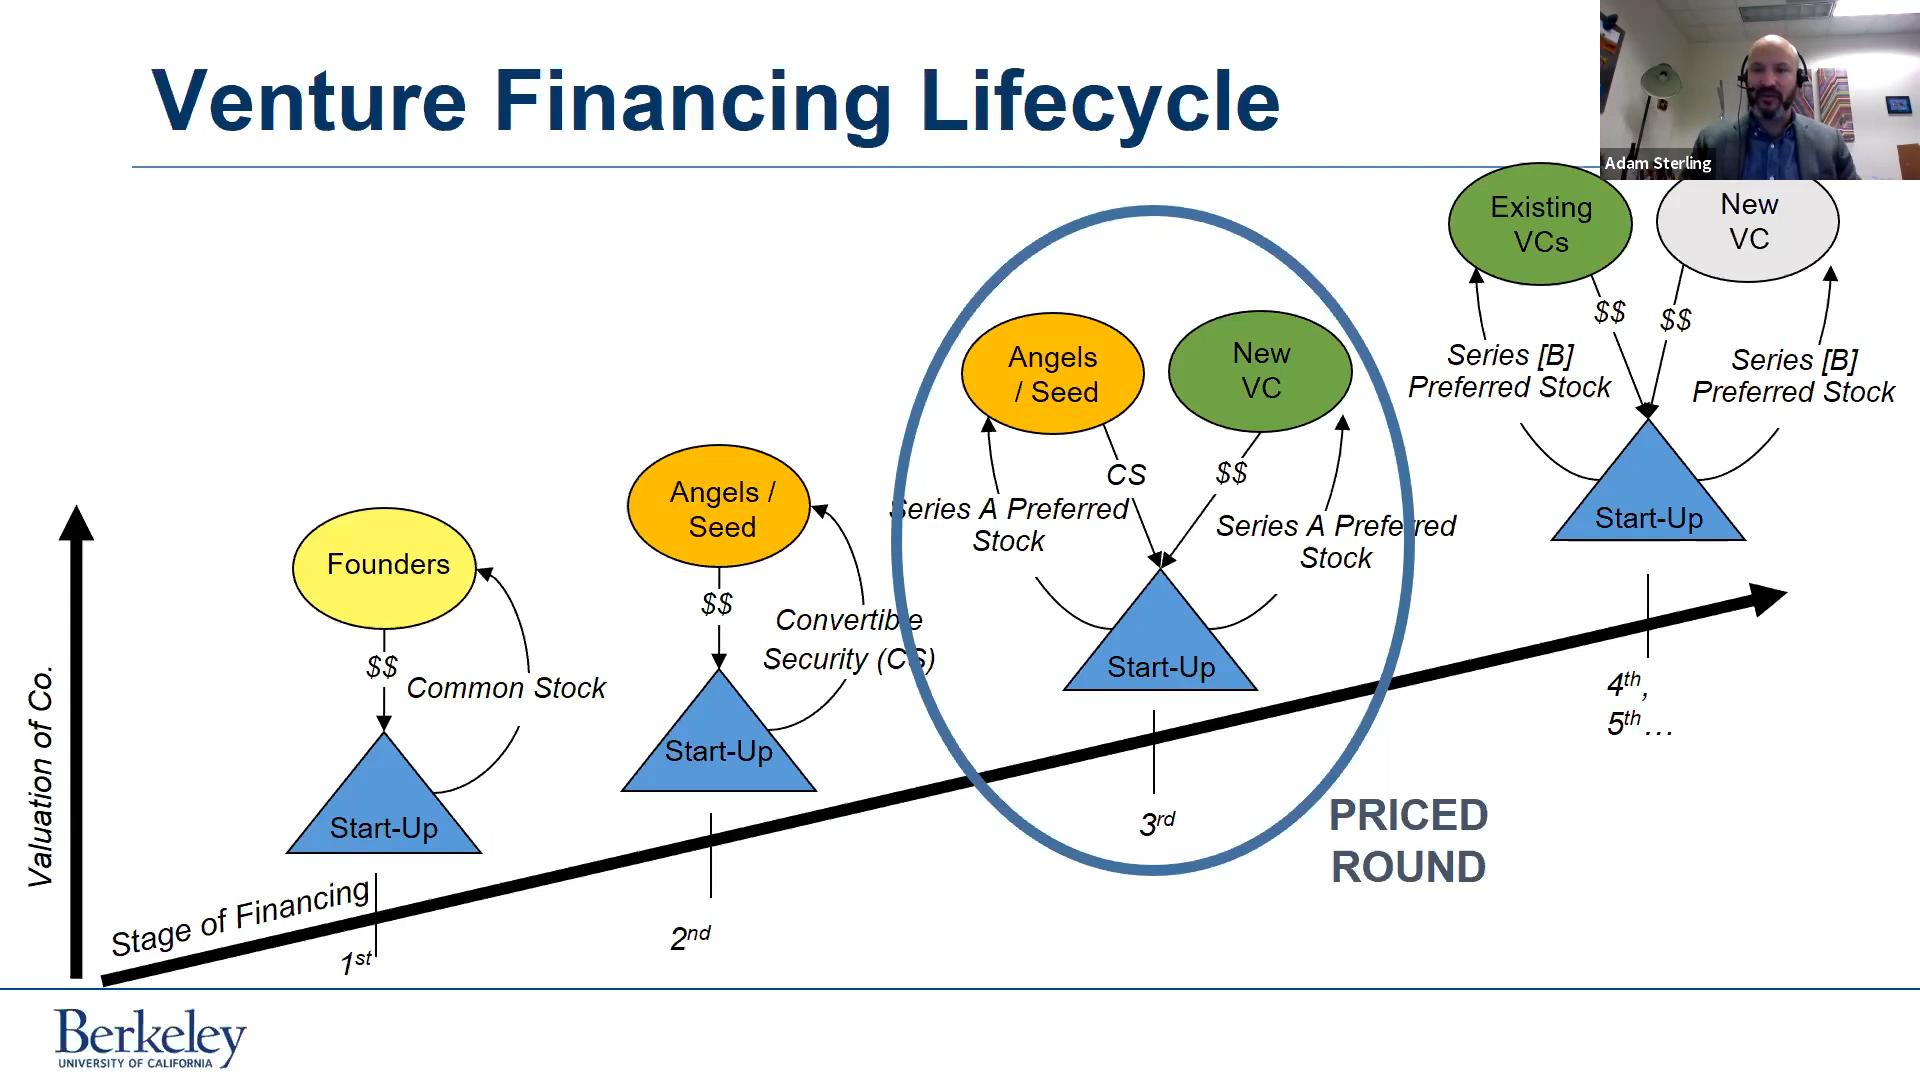 Venture Financing Lifecycle
Adam Sterling
Existing
VCs
New
VC
$$
$$
Series [B]
Preferred Stock
Series [B]
Preferred Stock
Start-Up
Angels
/ Seed
New
VC
CS
$$
Series A Preferred
Stock
Series A Preferred
Stock
Start-Up
Angels /
Seed
$$
Convertible
Security (CS)
Start-Up
Founders
$$
Common Stock
Start-Up
Valuation of Co.
Stage of Financing
1st
2nd
3rd
4th,
5th…
PRICED
ROUND
Berkeley
UNIVERSITY OF CALIFORNIA